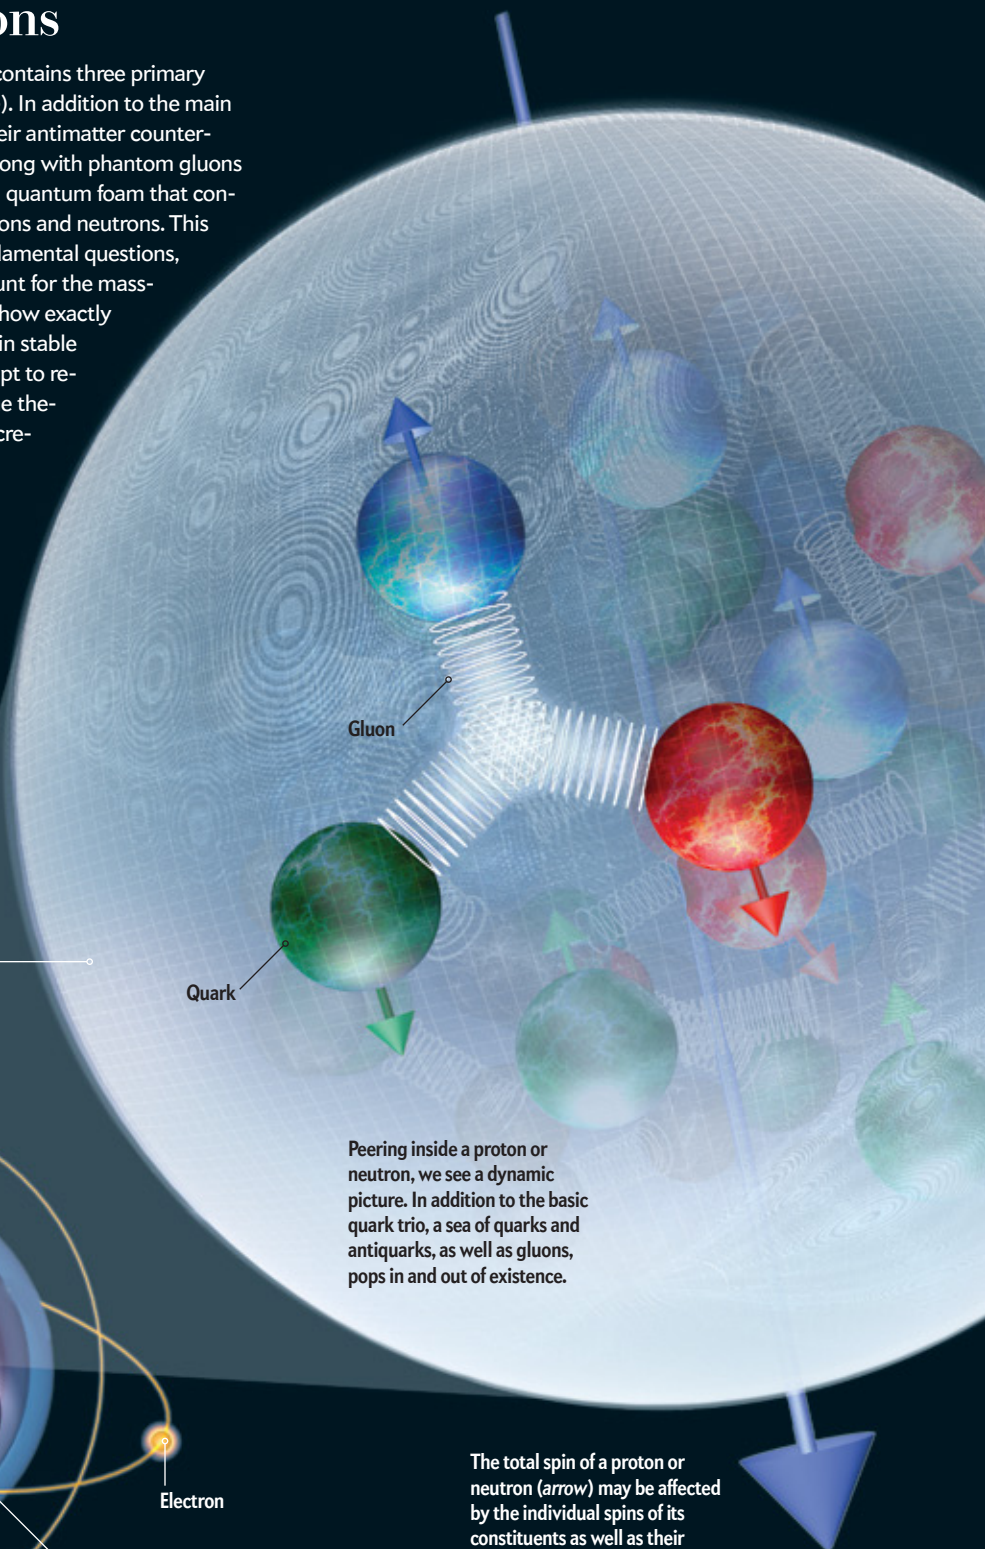 ons
contains three primary
). In addition to the main
eir antimatter counter-
ong with phantom gluons
quantum foam that con-
ons and neutrons. This
damental questions,
unt for the mass-
how exactly
in stable
pt to re-
e the-
cre-
Gluon
Quark
Peering inside a proton or
neutron, we see a dynamic
picture. In addition to the basic
quark trio, a sea of quarks and
antiquarks, as well as gluons,
pops in and out of existence.
Electron
The total spin of a proton or
neutron (arrow) may be affected
by the individual spins of its
constituents as well as their